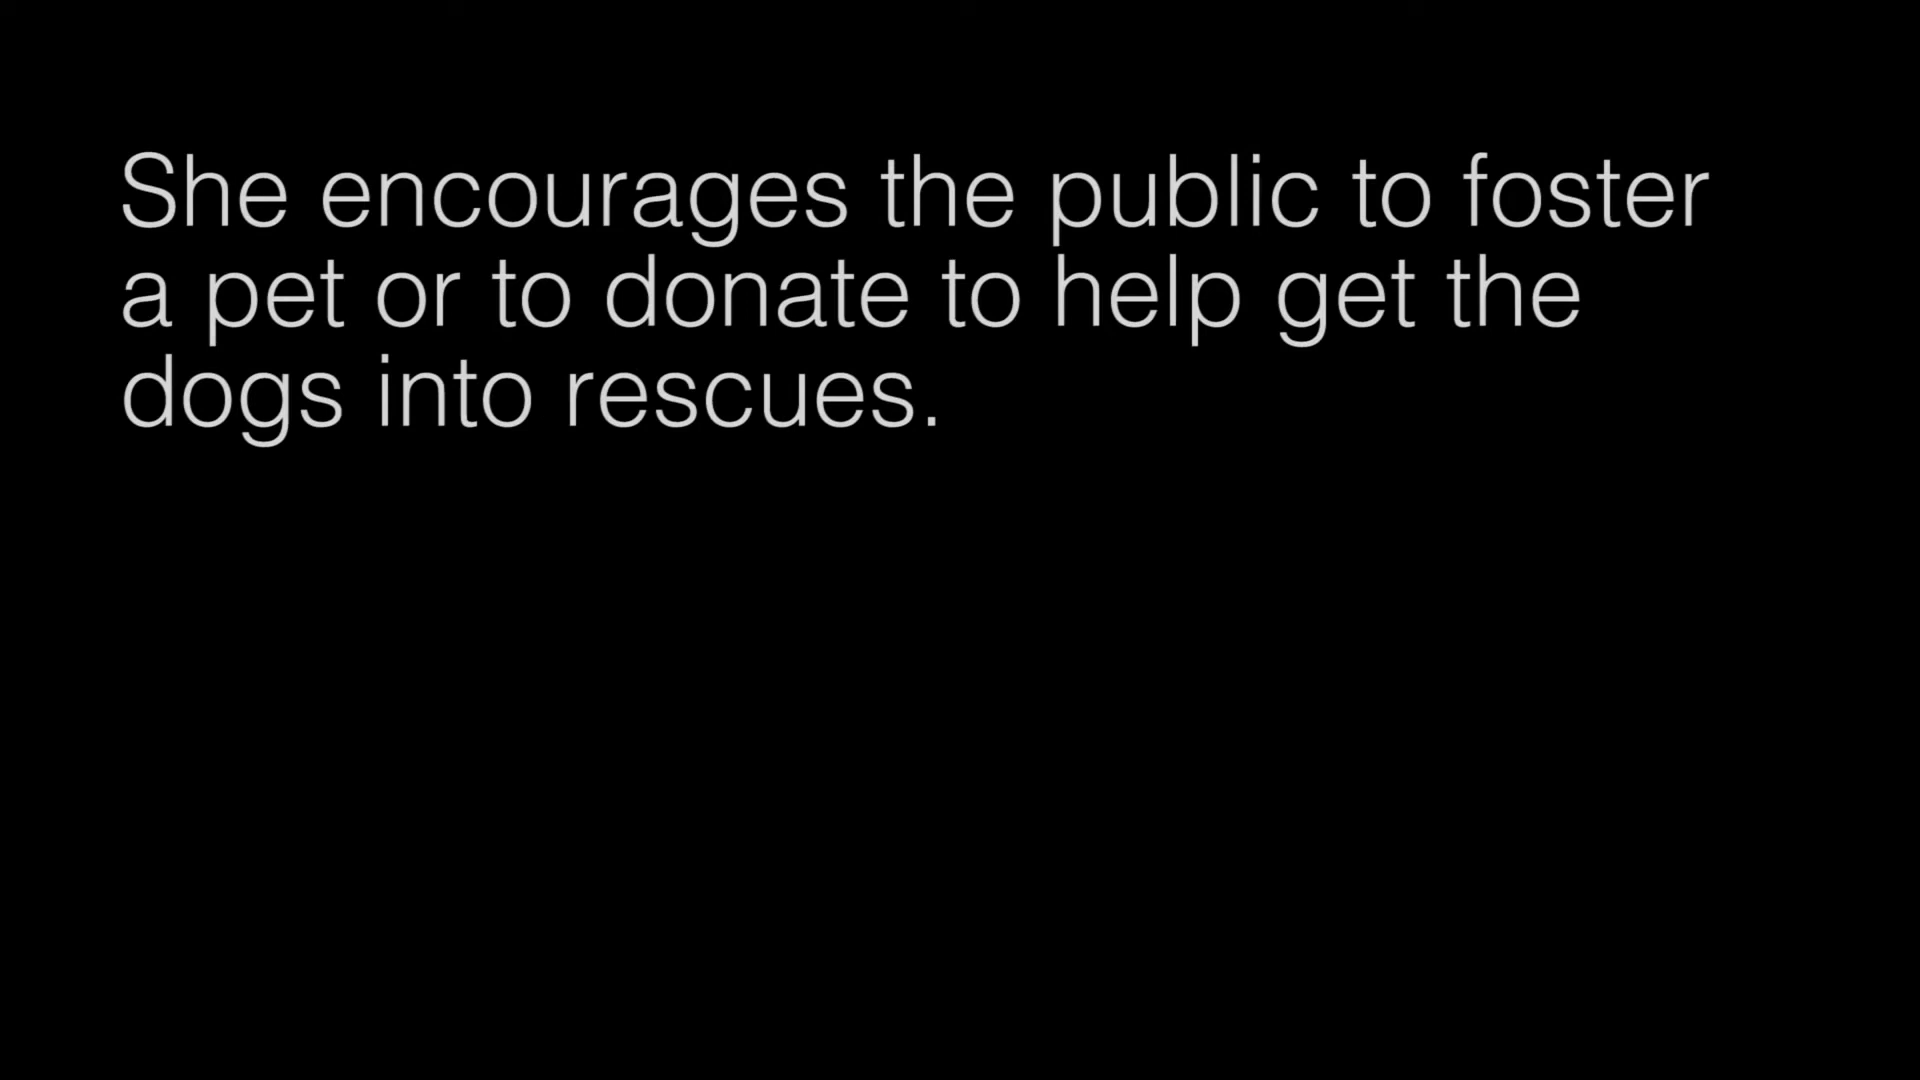 She encourages the public to foster
a pet or to donate to help get the
dogs into rescues.